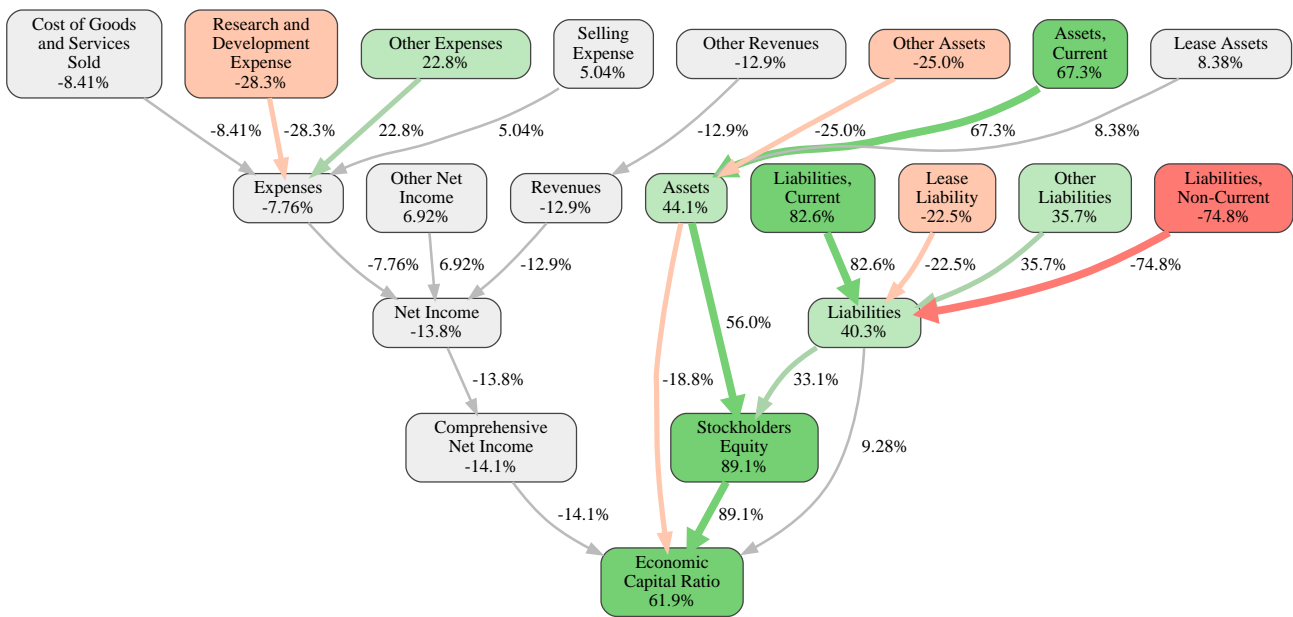 Cost of Goods
and Services
Sold
-8.41%
Research and
Development
Expense
-28.3%
Other Expenses
22.8%
Selling
Expense
5.04%
Other Revenues
-12.9%
Other Assets
-25.0%
Assets,
Current
67.3%
Lease Assets
8.38%
-8.41%
-28.3%
22.8%
5.04%
-12.9%
-25.0%
67.3%
8.38%
Expenses
-7.76%
Other Net
Income
6.92%
Revenues
-12.9%
Assets
44.1%
Liabilities,
Current
82.6%
Lease
Liability
-22.5%
Other
Liabilities
35.7%
Liabilities,
Non-Current
-74.8%
-7.76%
6.92%
-12.9%
82.6%
-22.5%
35.7%
-74.8%
Net Income
-13.8%
56.0%
Liabilities
40.3%
-13.8%
-18.8%
33.1%
Comprehensive
Net Income
-14.1%
Stockholders
Equity
89.1%
9.28%
-14.1%
89.1%
Economic
Capital Ratio
61.9%